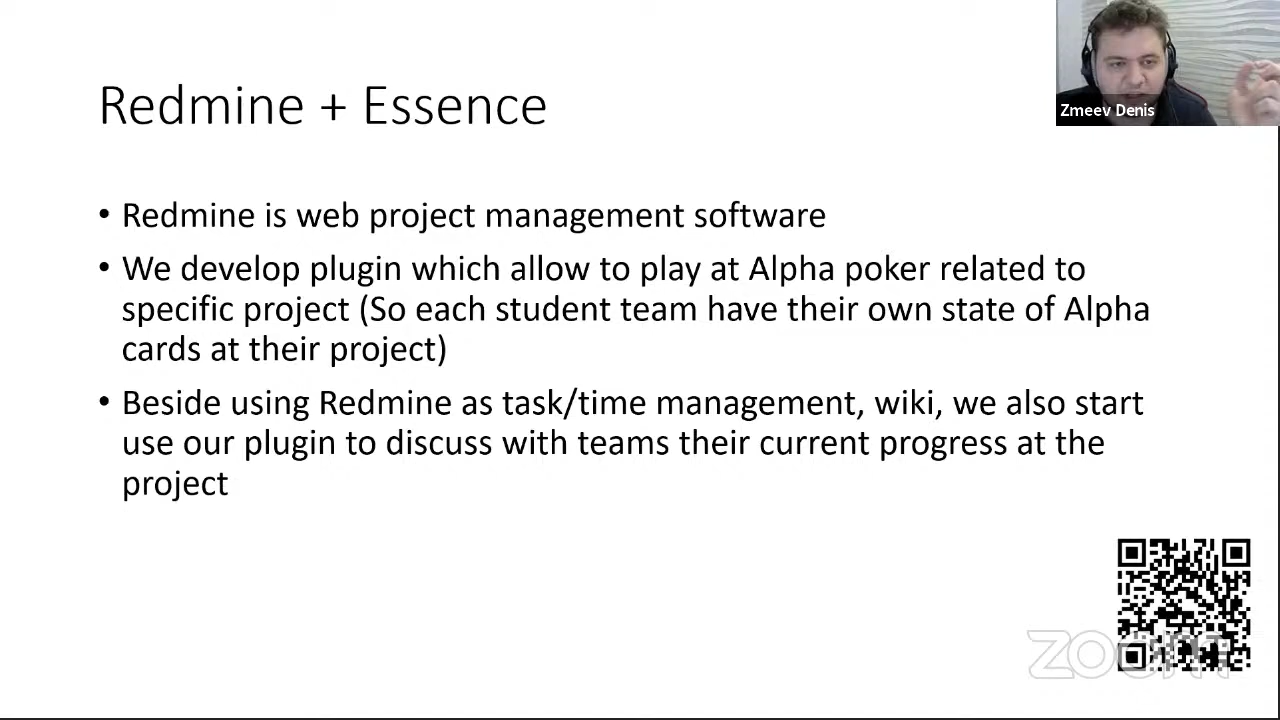 Redmine + Essence
Zmeev Denis
• Redmine is web project management software
• We develop plugin which allow to play at Alpha poker related to
specific project (So each student team have their own state of Alpha
cards at their project)
• Beside using Redmine as task/time management, wiki, we also start
use our plugin to discuss with teams their current progress at the
project
zoom